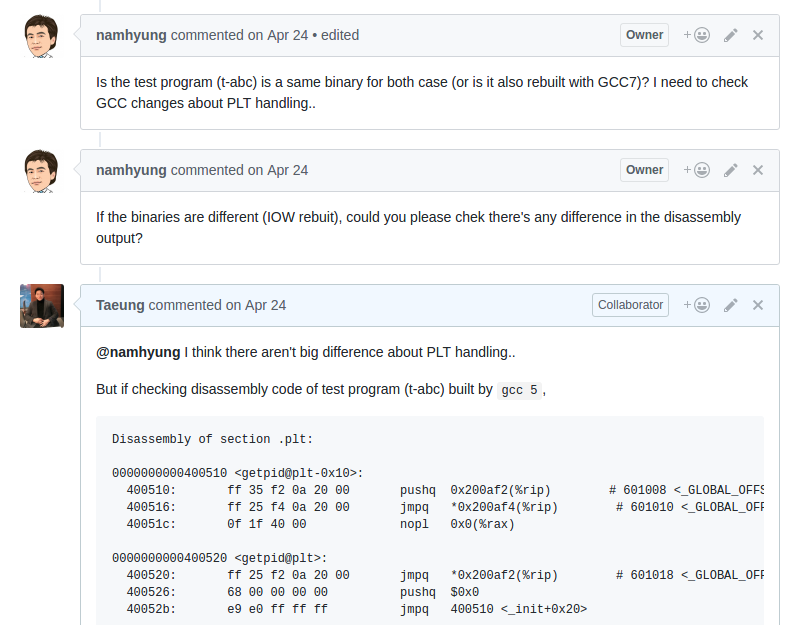 namhyung commented on Apr 24 • edited
Owner
Is the test program (t-abc) is a same binary for both case (or is it also rebuilt with GCC7)? I need to check
GCC changes about PLT handling..
namhyung commented on Apr 24
Owner
If the binaries are different (IOW rebuit), could you please chek there's any difference in the disassembly
output?
Taeung commented on Apr 24
Collaborator
@namhyung I think there aren't big difference about PLT handling..
But if checking disassembly code of test program (t-abc) built by gcc 5,
Disassembly of section .plt:
0000000000400510 <getpid@plt-0x10>:
400510: ff 35 f2 0a 20 00 pushq 0x200af2(%rip) # 601008 <_GLOBAL_OFFS
400516: ff 25 f4 0a 20 00 jmpq *0x200af4(%rip) # 601010 <_GLOBAL_OFF
40051c: 0f 1f 40 00 nopl 0x0(%rax)
0000000000400520 <getpid@plt>:
400520: ff 25 f2 0a 20 00 jmpq *0x200af2(%rip) # 601018 <_GLOBAL_OFF
400526: 68 00 00 00 00 pushq $0x0
40052b: e9 e0 ff ff ff jmpq 400510 <_init+0x20>